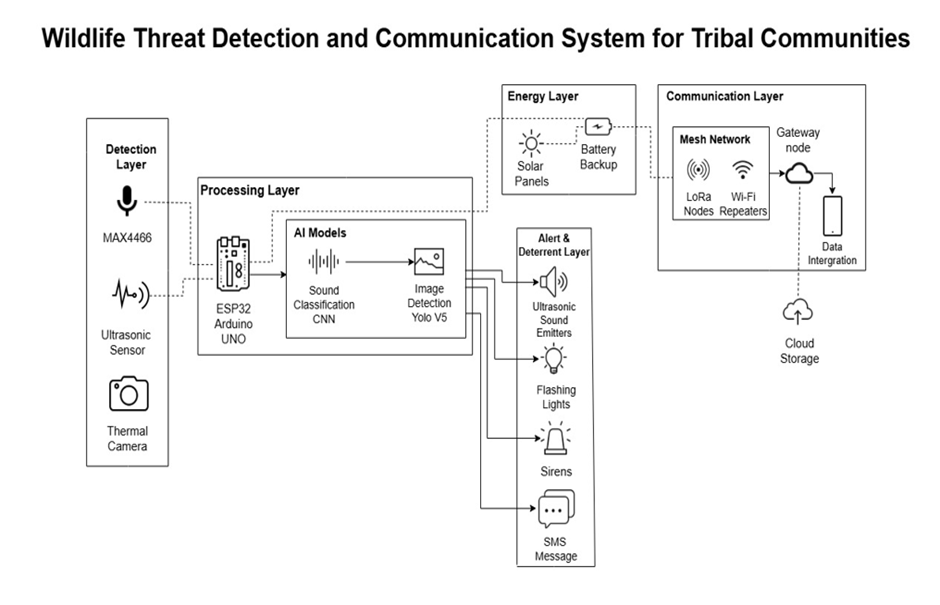 Wildlife Threat Detection and Communication System for Tribal Communities
Detection
Layer
MAX4466
Ultrasonic
Sensor
Thermal
Camera
Processing Layer
ESP32
Arduino
UNO
AI Models
Sound
Classification
CNN
Image
Detection
Yolo V5
Energy Layer
Solar
Panels
Battery
Backup
Alert &
Deterrent Layer
Ultrasonic
Sound
Emitters
Flashing
Lights
Sirens
SMS
Message
Communication Layer
Mesh Network
LoRa
Nodes
Wi-Fi
Repeaters
Gateway
node
Data
Intergration
Cloud
Storage